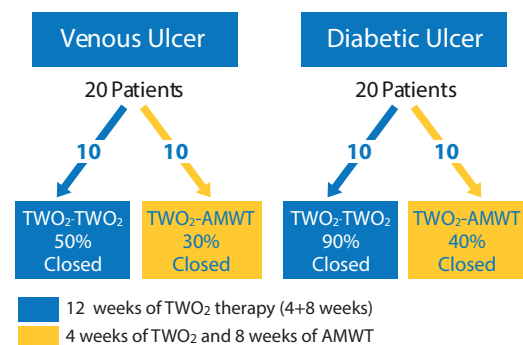 Venous Ulcer
Diabetic Ulcer
20 Patients
20 Patients
10
10
10
10
TWO₂-TWO₂
50%
Closed
TWO₂-AMWT
30%
Closed
TWO₂-TWO₂
90%
Closed
TWO₂-AMWT
40%
Closed
12 weeks of TWO₂ therapy (4+8 weeks)
4 weeks of TWO₂ and 8 weeks of AMWT